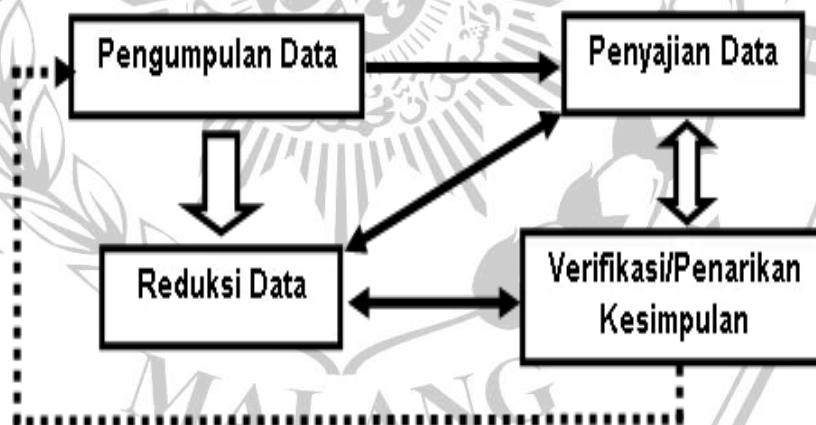 Pengumpulan Data
Penyajian Data
Reduksi Data
Verifikasi/Penarikan
Kesimpulan
MALANG